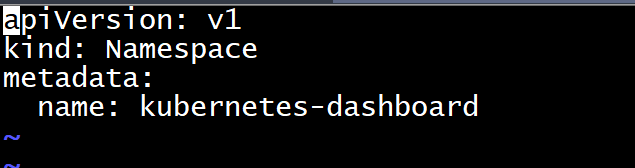 apiVersion: v1
kind: Namespace
metadata:
  name: kubernetes-dashboard
~
~